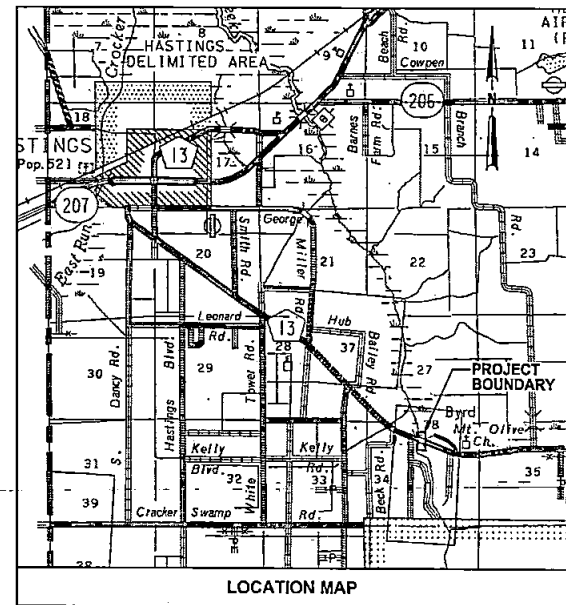 HASTINGS
DELIMITED AREA
Crocker
Creek
7
8
9
10
11
AIR
Beach
Rd
Cowpen
18
17
16
15
14
13
206
207
STINGS
Pop. 521
Barnes
Farm Rd.
Branch
Rd.
N
East Run
19
20
21
22
23
George
Miller
Rd.
Smith Rd.
Leonard
Rd.
13
Hub
28
37
Bailey Rd.
27
PROJECT
BOUNDARY
30
29
S. Dancy Rd.
Hastings Blvd.
Tower Rd.
White
Byrd
Mt. Olive
Ch.
31
39
Kelly
Blvd.
Kelly
Rd.
32
33
34
35
Beck Rd.
Cracker Swamp Rd.
LOCATION MAP